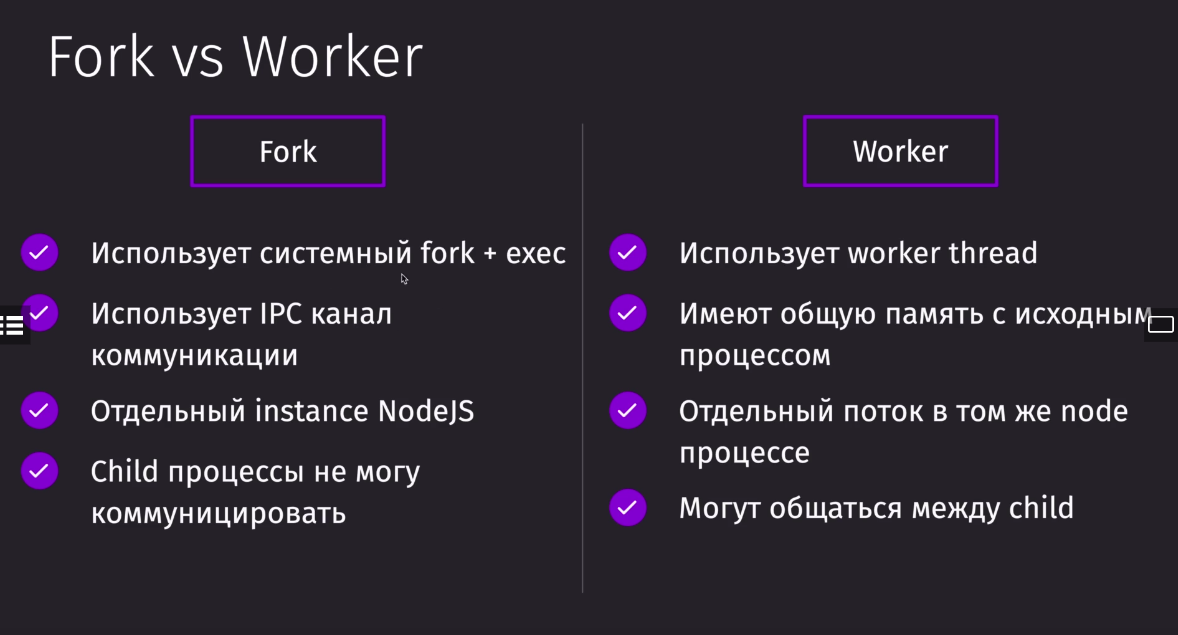 Fork vs Worker
Fork
Использует системный fork + exec
Использует IPC канал
коммуникации
Отдельный instance NodeJS
Child процессы не могу
коммуницировать
Worker
Использует worker thread
Имеют общую память с исходным
процессом
Отдельный поток в том же node
процессе
Могут общаться между child